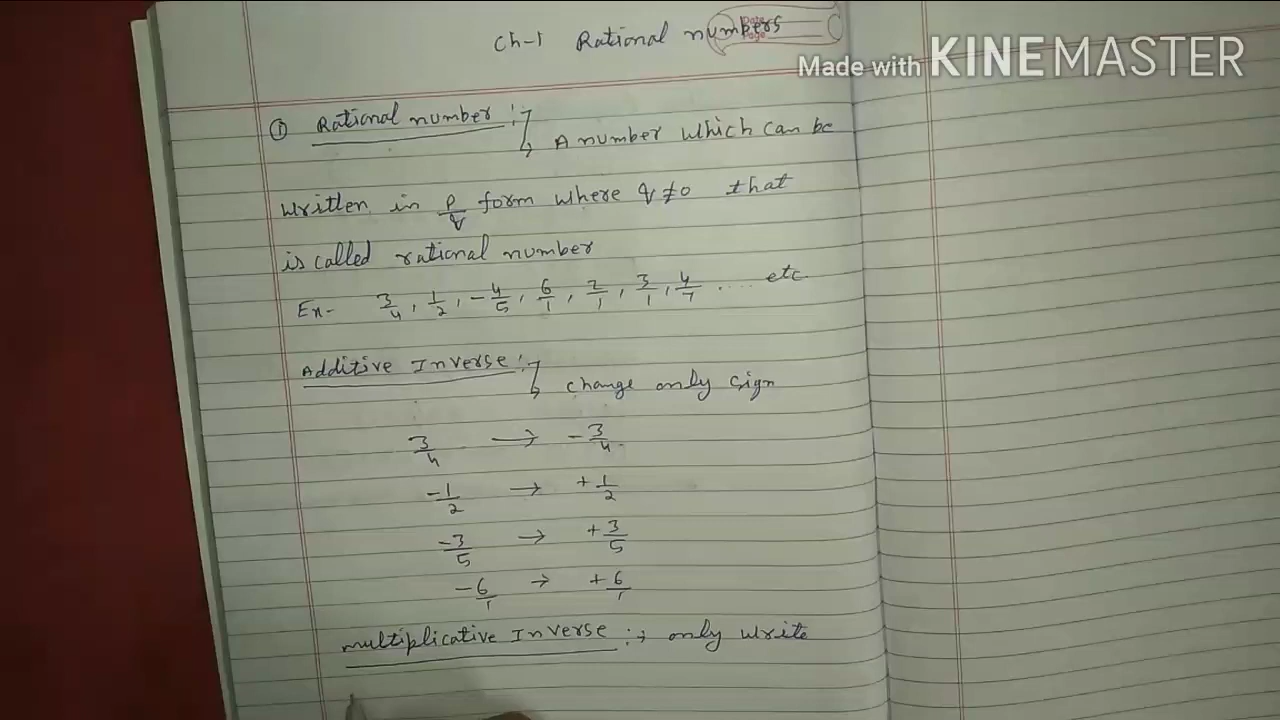 Ch-1 Rational numbers
Date
Page
Made with KINEMASTER
① Rational number :→ A number which can be
written in p/q form where q≠0 that
is called rational number
Ex- 3/4, 1/2, -4/5, 6/1, 2/1, 3/1, 4/7 .... etc
Additive Inverse :→ change only sign
3/4 → -3/4.
-1/2 → +1/2
-3/5 → +3/5
-6/1 → +6/1
multiplicative Inverse :→ only write